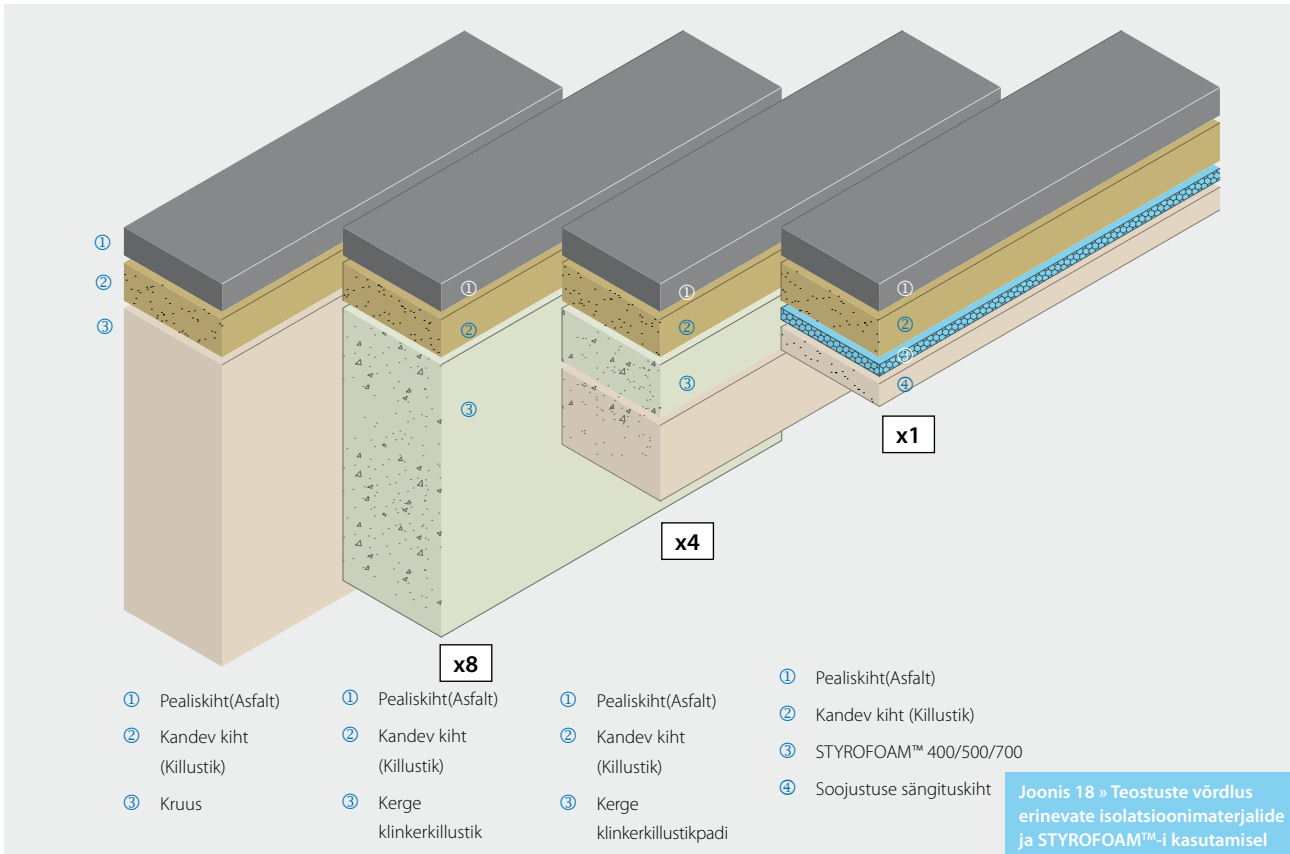 ①
②
③
①
②
③
①
②
③
①
②
③
④
x1
x4
x8
① Pealiskiht(Asfalt)
② Kandev kiht
(Killustik)
③ Kruus
① Pealiskiht(Asfalt)
② Kandev kiht
(Killustik)
③ Kerge
klinkerkillustik
① Pealiskiht(Asfalt)
② Kandev kiht
(Killustik)
③ Kerge
klinkerkillustikpadi
① Pealiskiht(Asfalt)
② Kandev kiht (Killustik)
③ STYROFOAM™ 400/500/700
④ Soojustuse sängituskiht
Joonis 18 » Teostuste võrdlus
erinevate isolatsioonimaterjalide
ja STYROFOAM™-i kasutamisel